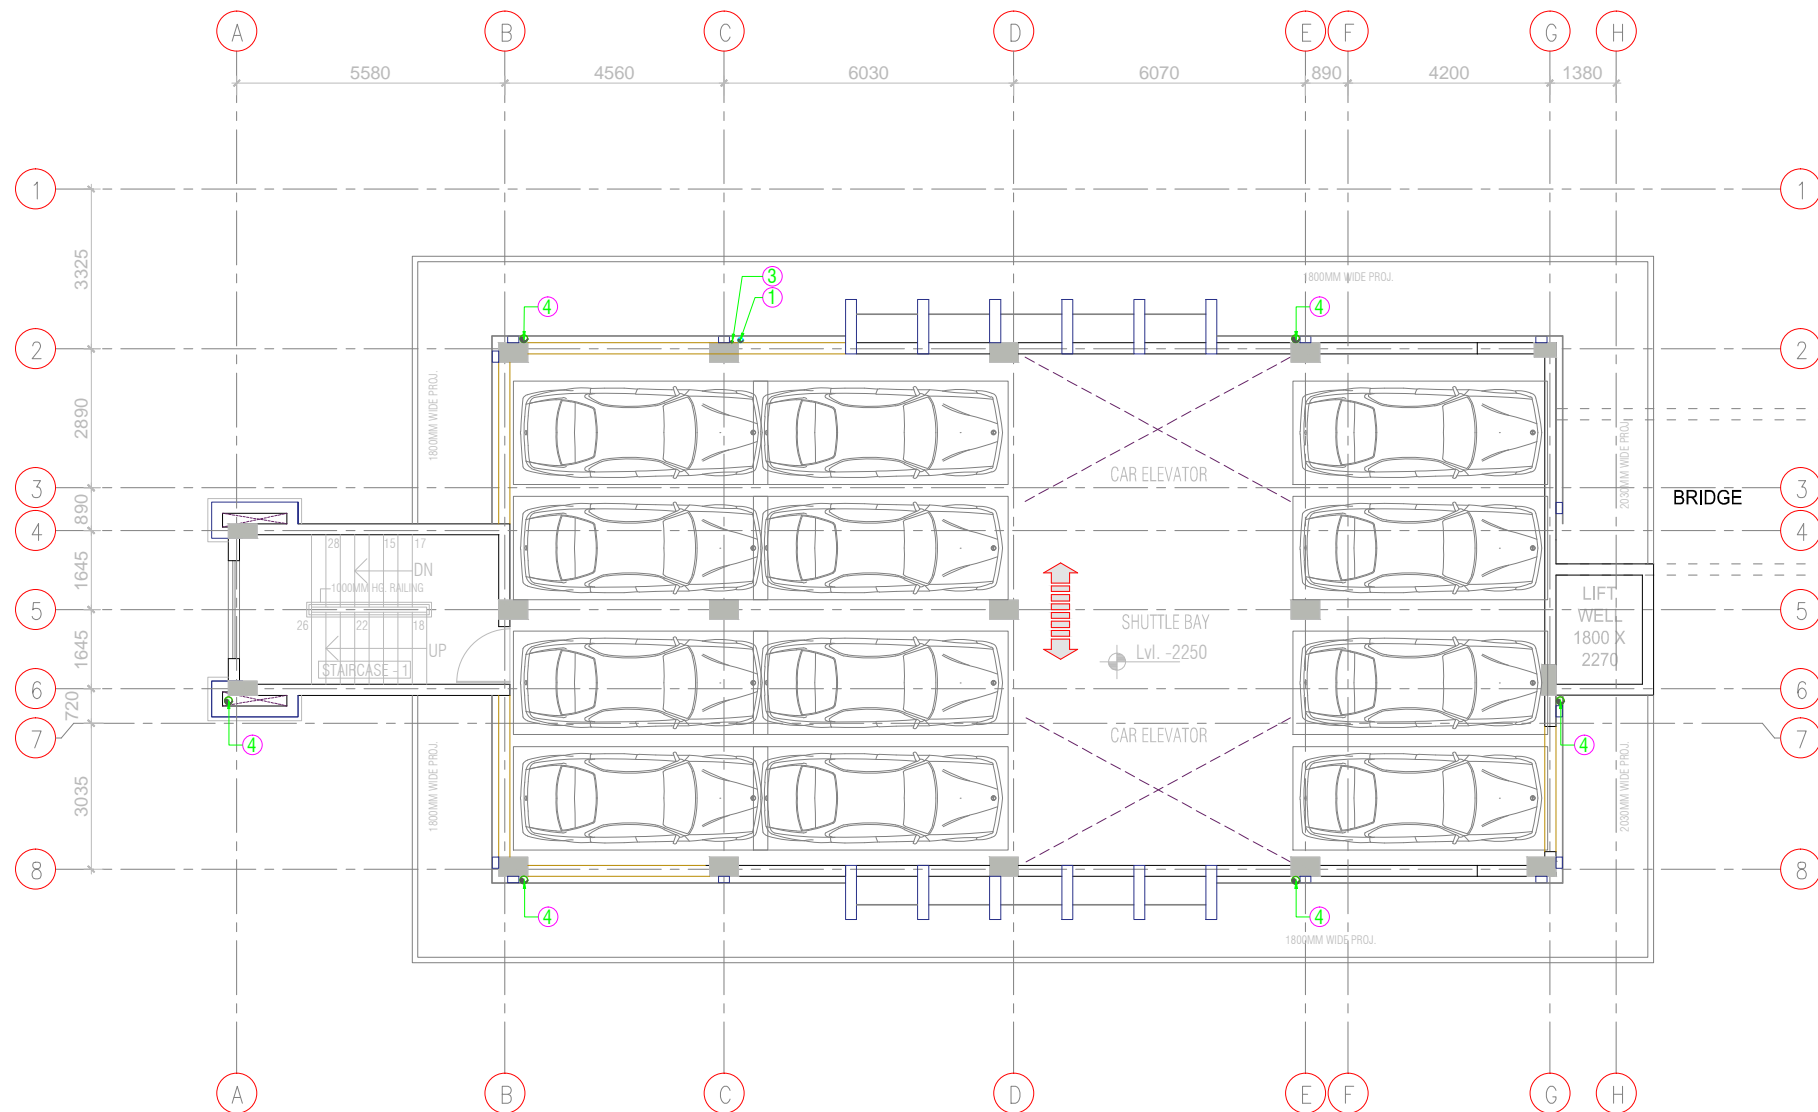 A B C D E F G H
5580 4560 6030 6070 890 4200 1380
1 1
3325
1800MM WIDE PROJ.
3
1
4 4
2 2
2890
1800MM WIDE PROJ.
2030MM WIDE PROJ.
CAR ELEVATOR
3 3
BRIDGE
890
4 4
28 15 17
1645
DN
1000MM HG. RAILING
LIFT
WELL
1800 X
2270
5 5
26 22 18
SHUTTLE BAY
1645
UP
Lvl. -2250
STAIRCASE - 1
6 6
720
CAR ELEVATOR
7 7
4 4
1800MM WIDE PROJ.
2030MM WIDE PROJ.
3035
8 8
4 4
1800MM WIDE PROJ.
A B C D E F G H